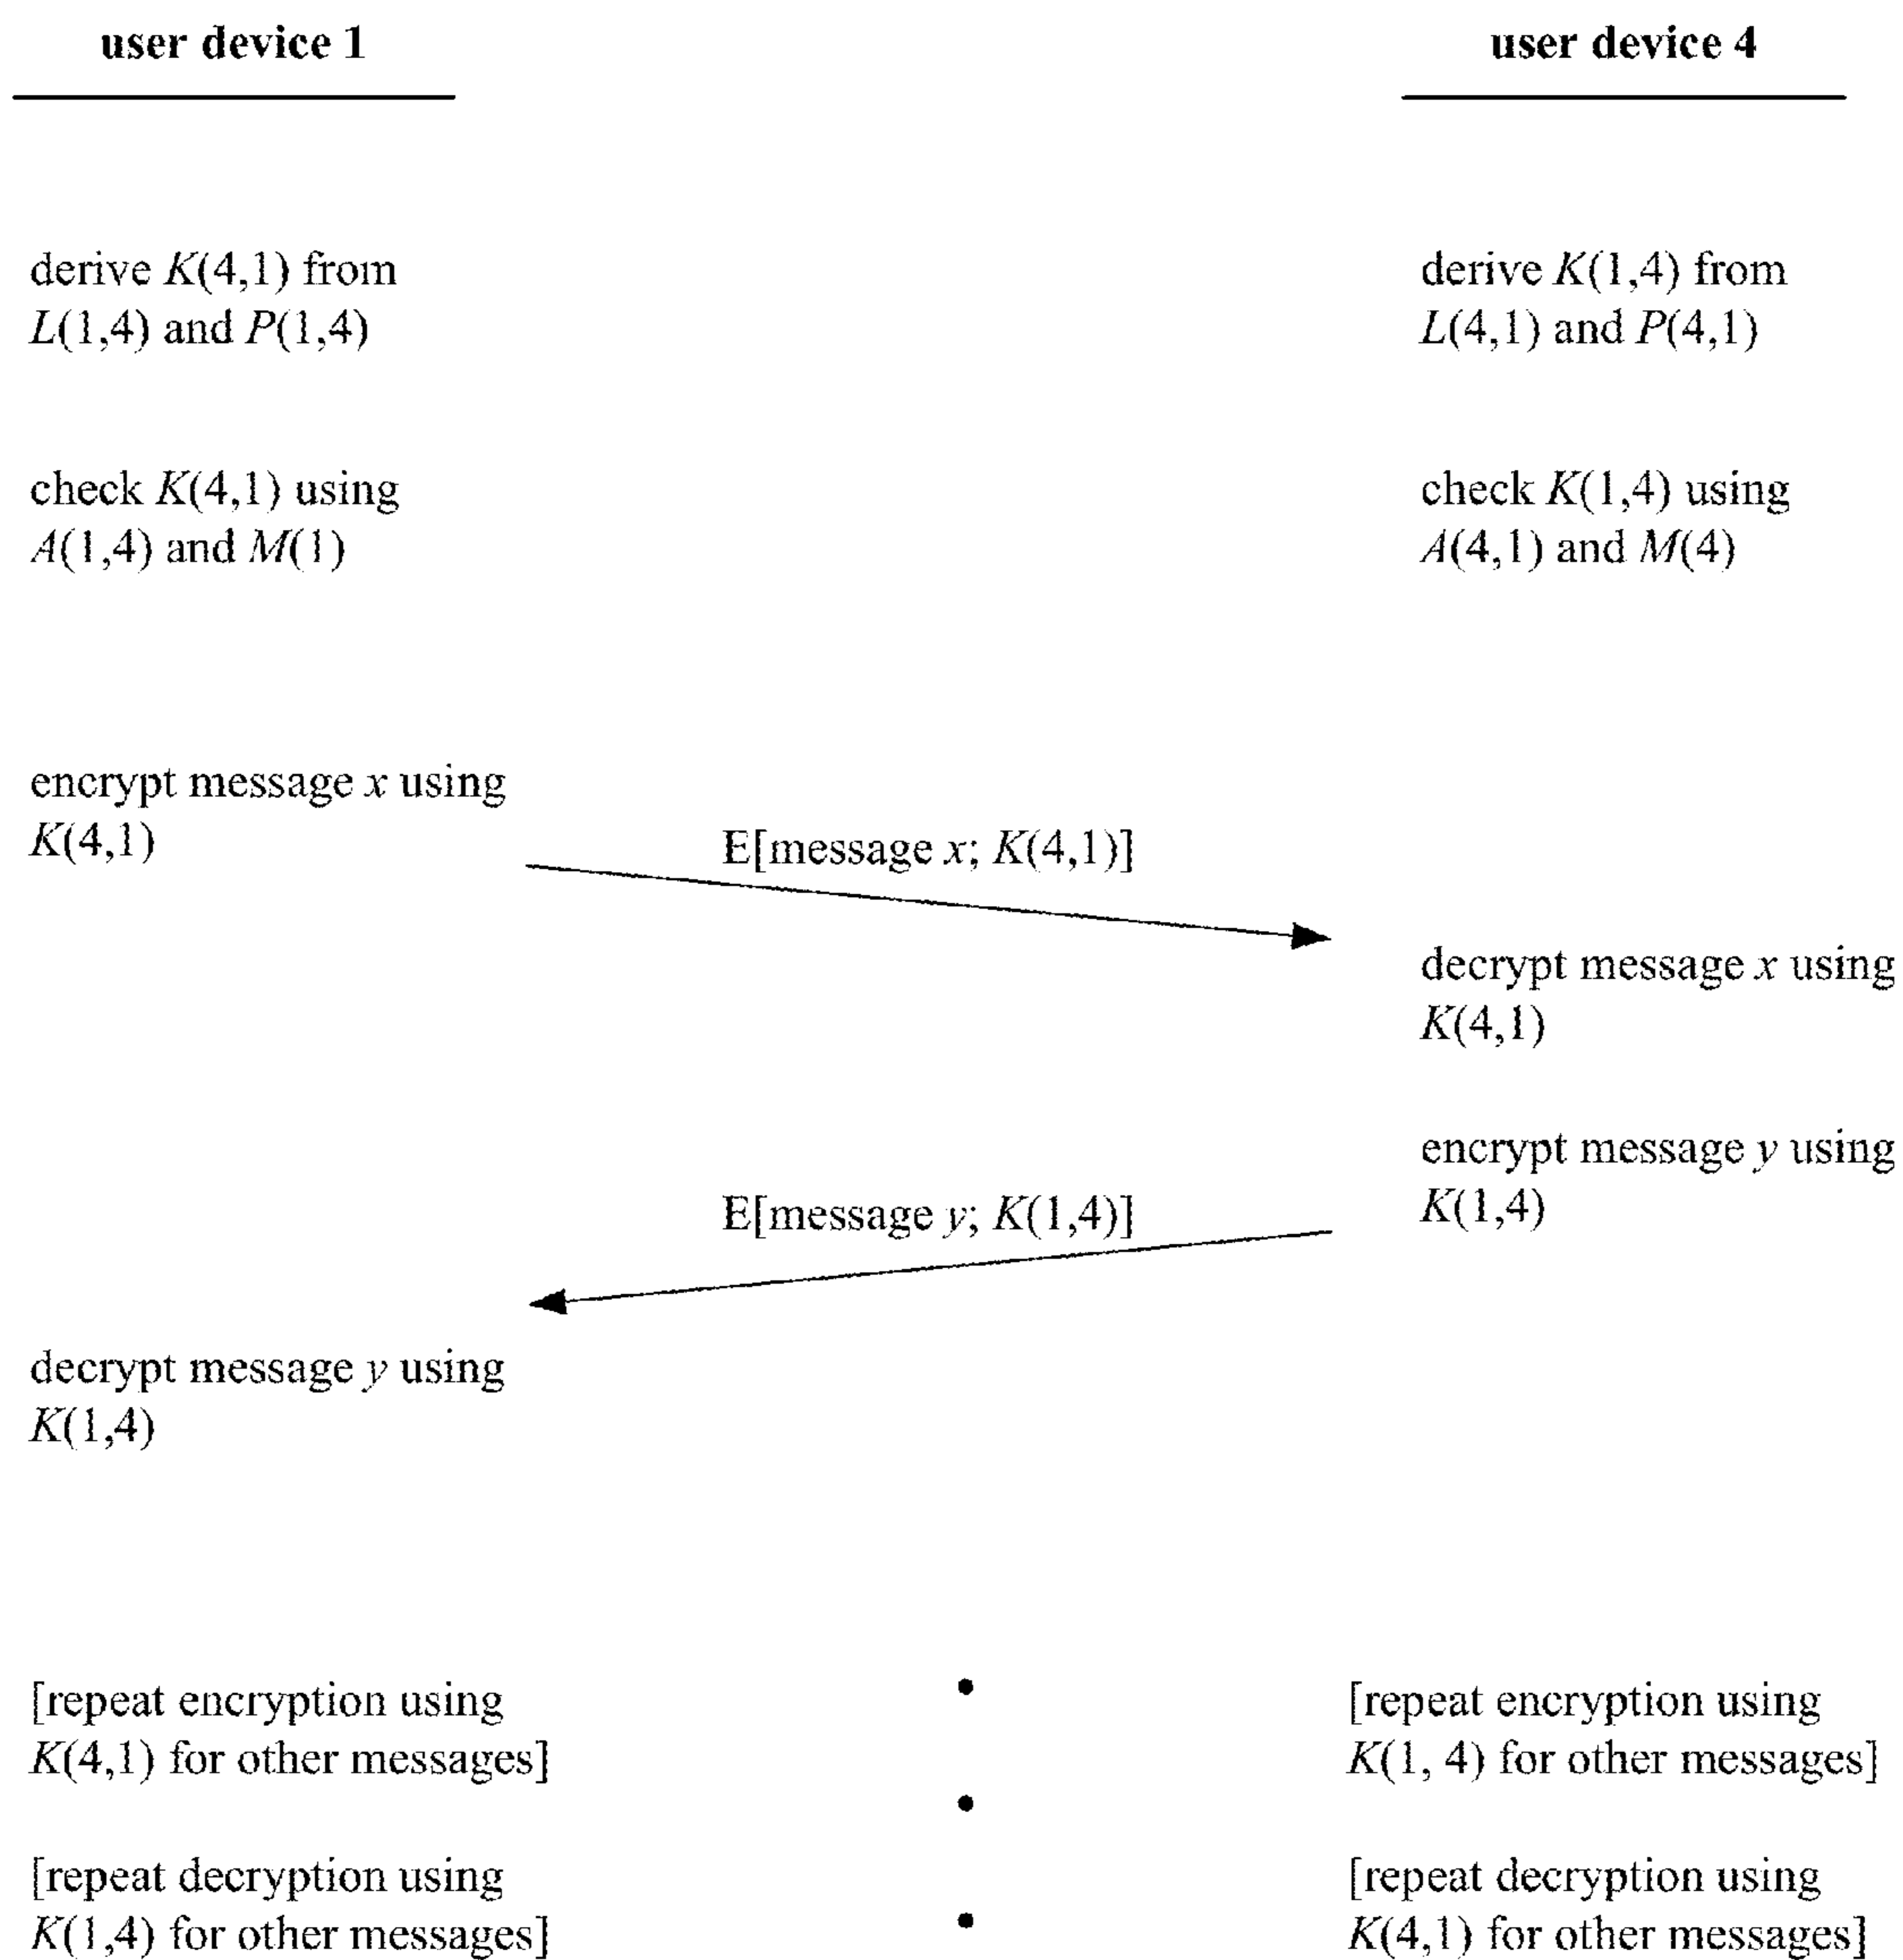 user device 1
user device 4
derive K(4,1) from
L(1,4) and P(1,4)
derive K(1,4) from
L(4,1) and P(4,1)
check K(4,1) using
A(1,4) and M(1)
check K(1,4) using
A(4,1) and M(4)
encrypt message x using
K(4,1)
E[message x; K(4,1)]
decrypt message x using
K(4,1)
encrypt message y using
K(1,4)
E[message y; K(1,4)]
decrypt message y using
K(1,4)
[repeat encryption using
K(4,1) for other messages]
[repeat encryption using
K(1, 4) for other messages]
[repeat decryption using
K(1,4) for other messages]
[repeat decryption using
K(4,1) for other messages]